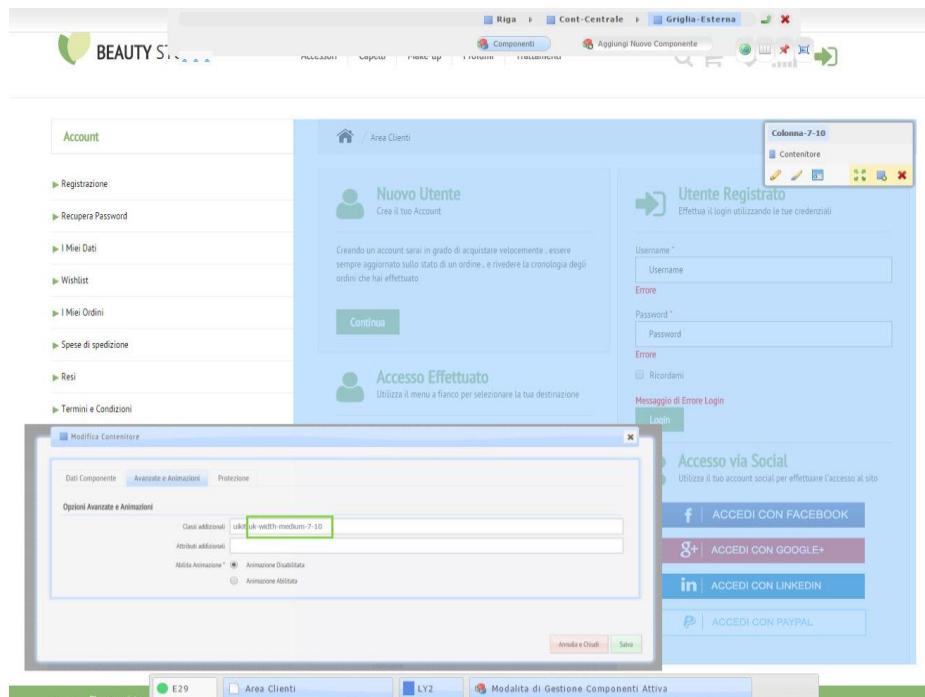 Riga Cont-Centrale Griglia-Esterna
Componenti Aggiungi Nuovo Componente
BEAUTY
Accessori Capelli Make-up Profumi Trattamenti
Account
Area Clienti
Colonna-7-10
Contenitore
Registrazione
Recupera Password
I Miei Dati
Wishlist
I Miei Ordini
Spese di spedizione
Resi
Termini e Condizioni
Nuovo Utente
Crea il tuo Account
Creando un account sarai in grado di acquistare velocemente , essere
sempre aggiornato sullo stato di un ordine , e rivedere la cronologia degli
ordini che hai effettuato
Continua
Accesso Effettuato
Utilizza il menu a fianco per selezionare la tua destinazione
Utente Registrato
Effettua il login utilizzando le tue credenziali
Username *
Username
Errore
Password *
Password
Errore
Ricordami
Messaggio di Errore Login
Login
Accesso via Social
Utilizza il tuo account social per effettuare l'accesso al sito
f ACCEDI CON FACEBOOK
g+ ACCEDI CON GOOGLE+
in ACCEDI CON LINKEDIN
P ACCEDI CON PAYPAL
Modifica Contenitore
Dati Componente Avanzate e Animazioni Protezione
Opzioni Avanzate e Animazioni
Classi addizionali uk-width-medium-7-10
Attributi addizionali
Abilita Animazione * Animazione Disabilitata
Animazione Abilitata
Annulla e Chiudi Salva
E29 Area Clienti LY2 Modalita di Gestione Componenti Attiva